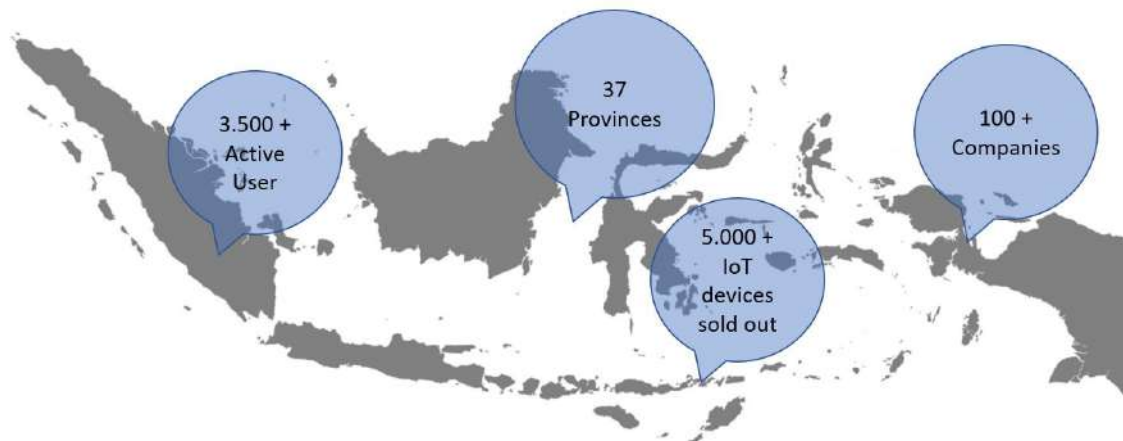 3.500 +
Active
User
37
Provinces
5.000 +
IoT
devices
sold out
100 +
Companies